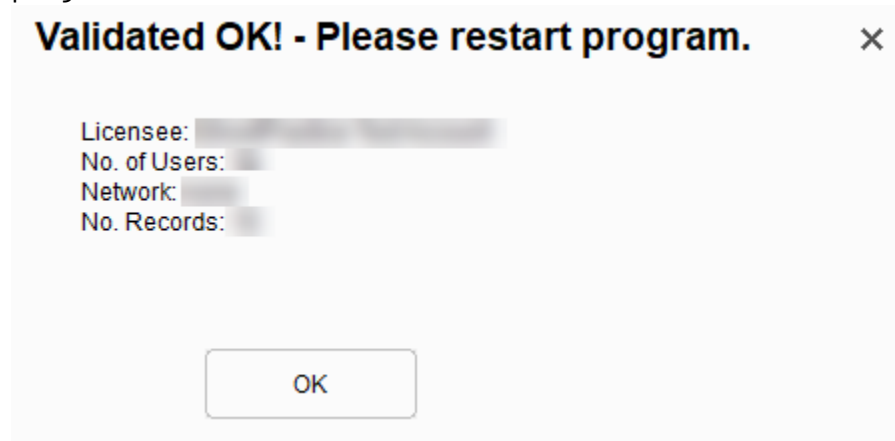 Validated OK! - Please restart program.
Licensee:
No. of Users:
Network:
No. Records:
OK